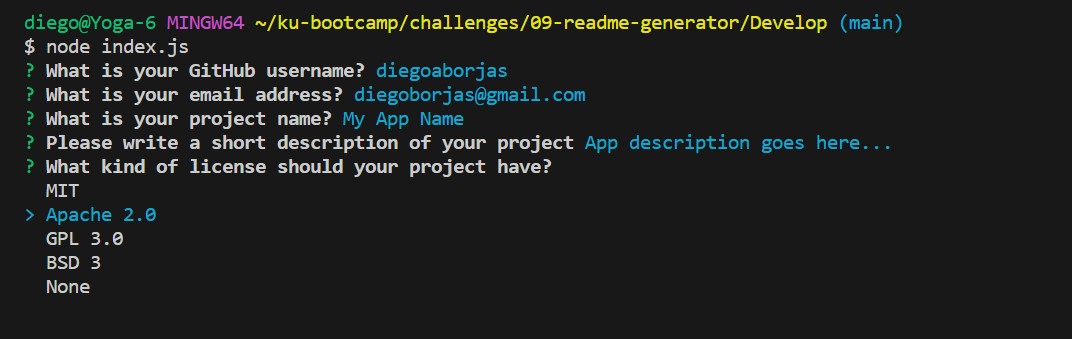 diego@Yoga-6 MINGW64 ~/ku-bootcamp/challenges/09-readme-generator/Develop (main)
$ node index.js
? What is your GitHub username? diegoaborjas
? What is your email address? diegoborjas@gmail.com
? What is your project name? My App Name
? Please write a short description of your project App description goes here...
? What kind of license should your project have?
  MIT
> Apache 2.0
  GPL 3.0
  BSD 3
  None